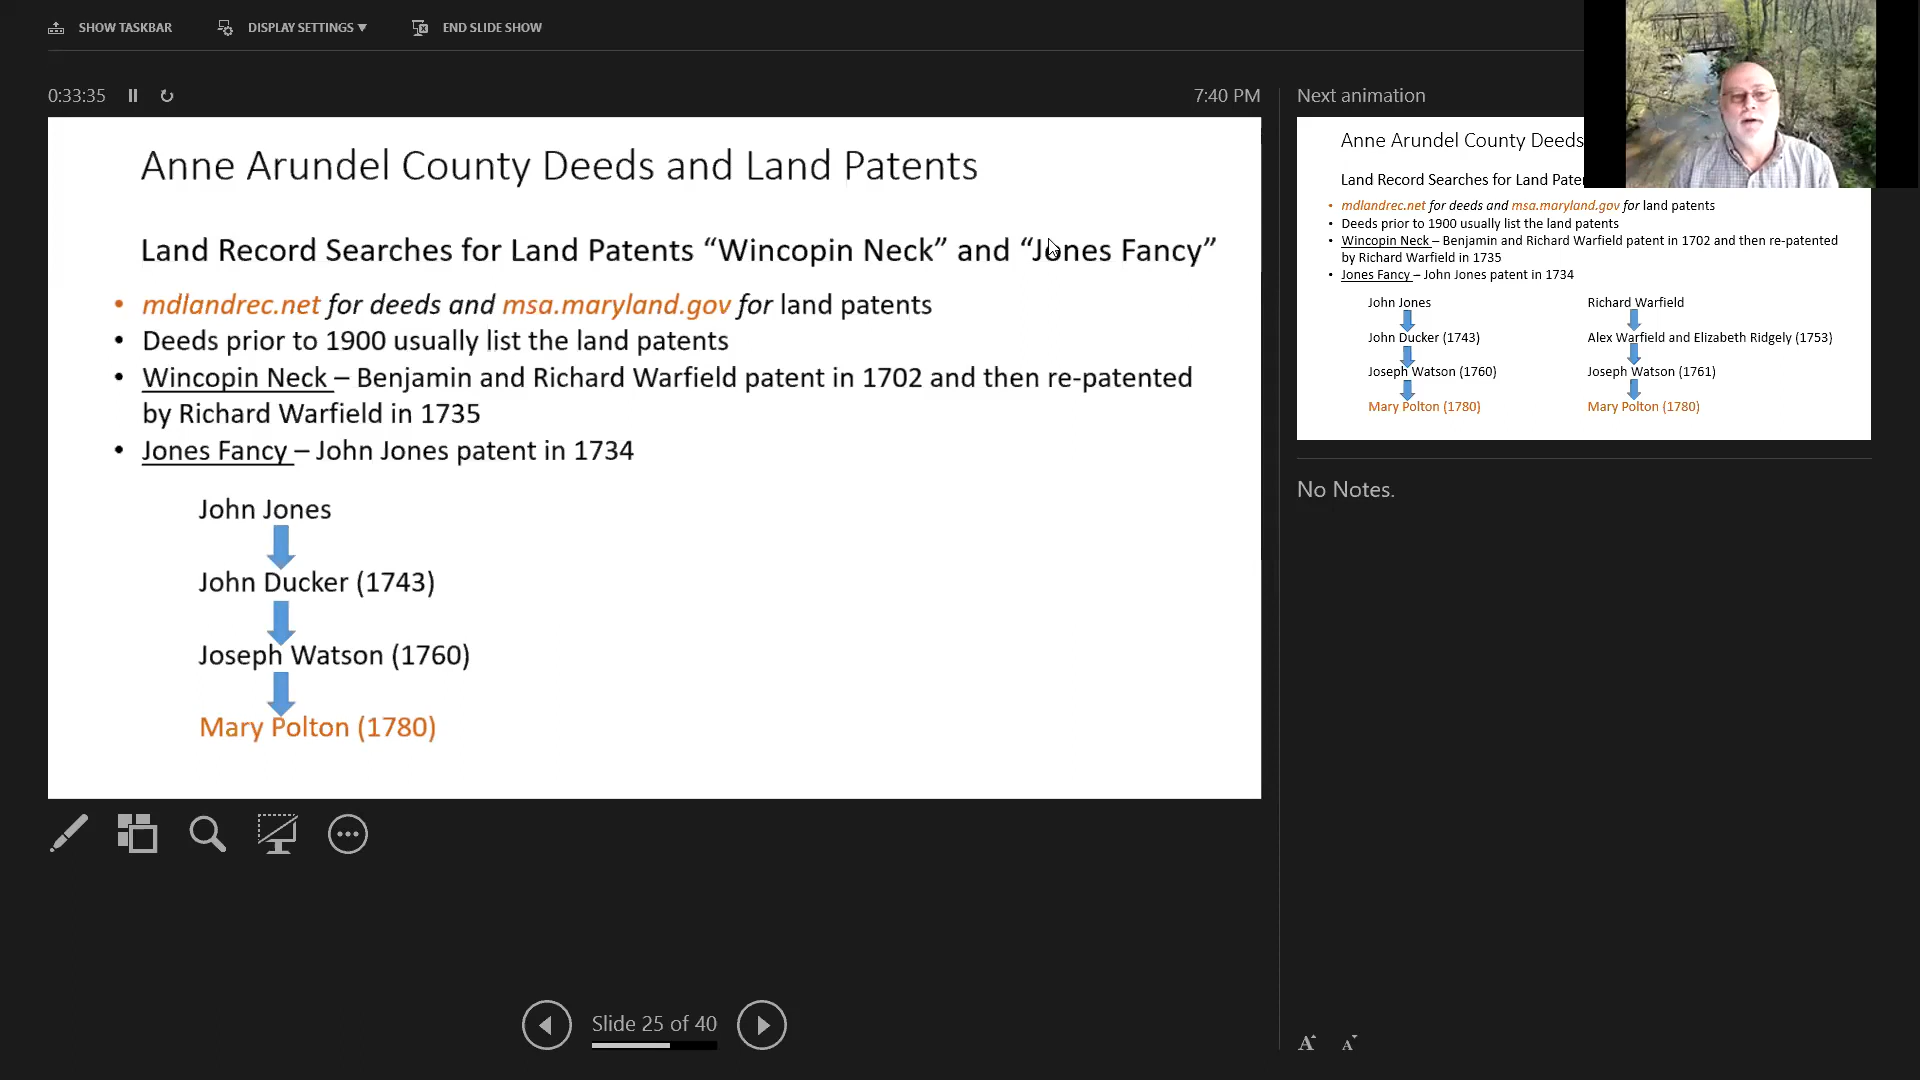 SHOW TASKBAR DISPLAY SETTINGS ▼ END SLIDE SHOW
0:33:35
7:40 PM
Anne Arundel County Deeds and Land Patents
Land Record Searches for Land Patents “Wincopin Neck” and “Jones Fancy”
• mdlandrec.net for deeds and msa.maryland.gov for land patents
• Deeds prior to 1900 usually list the land patents
• Wincopin Neck – Benjamin and Richard Warfield patent in 1702 and then re-patented
by Richard Warfield in 1735
• Jones Fancy – John Jones patent in 1734
John Jones
John Ducker (1743)
Joseph Watson (1760)
Mary Polton (1780)
Slide 25 of 40
Next animation
Anne Arundel County Deeds
Land Record Searches for Land
• mdlandrec.net for deeds and msa.maryland.gov for land patents
• Deeds prior to 1900 usually list the land patents
• Wincopin Neck – Benjamin and Richard Warfield patent in 1702 and then re-patented
by Richard Warfield in 1735
• Jones Fancy – John Jones patent in 1734
John Jones Richard Warfield
John Ducker (1743) Alex Warfield and Elizabeth Ridgely (1753)
Joseph Watson (1760) Joseph Watson (1761)
Mary Polton (1780) Mary Polton (1780)
No Notes.
A A